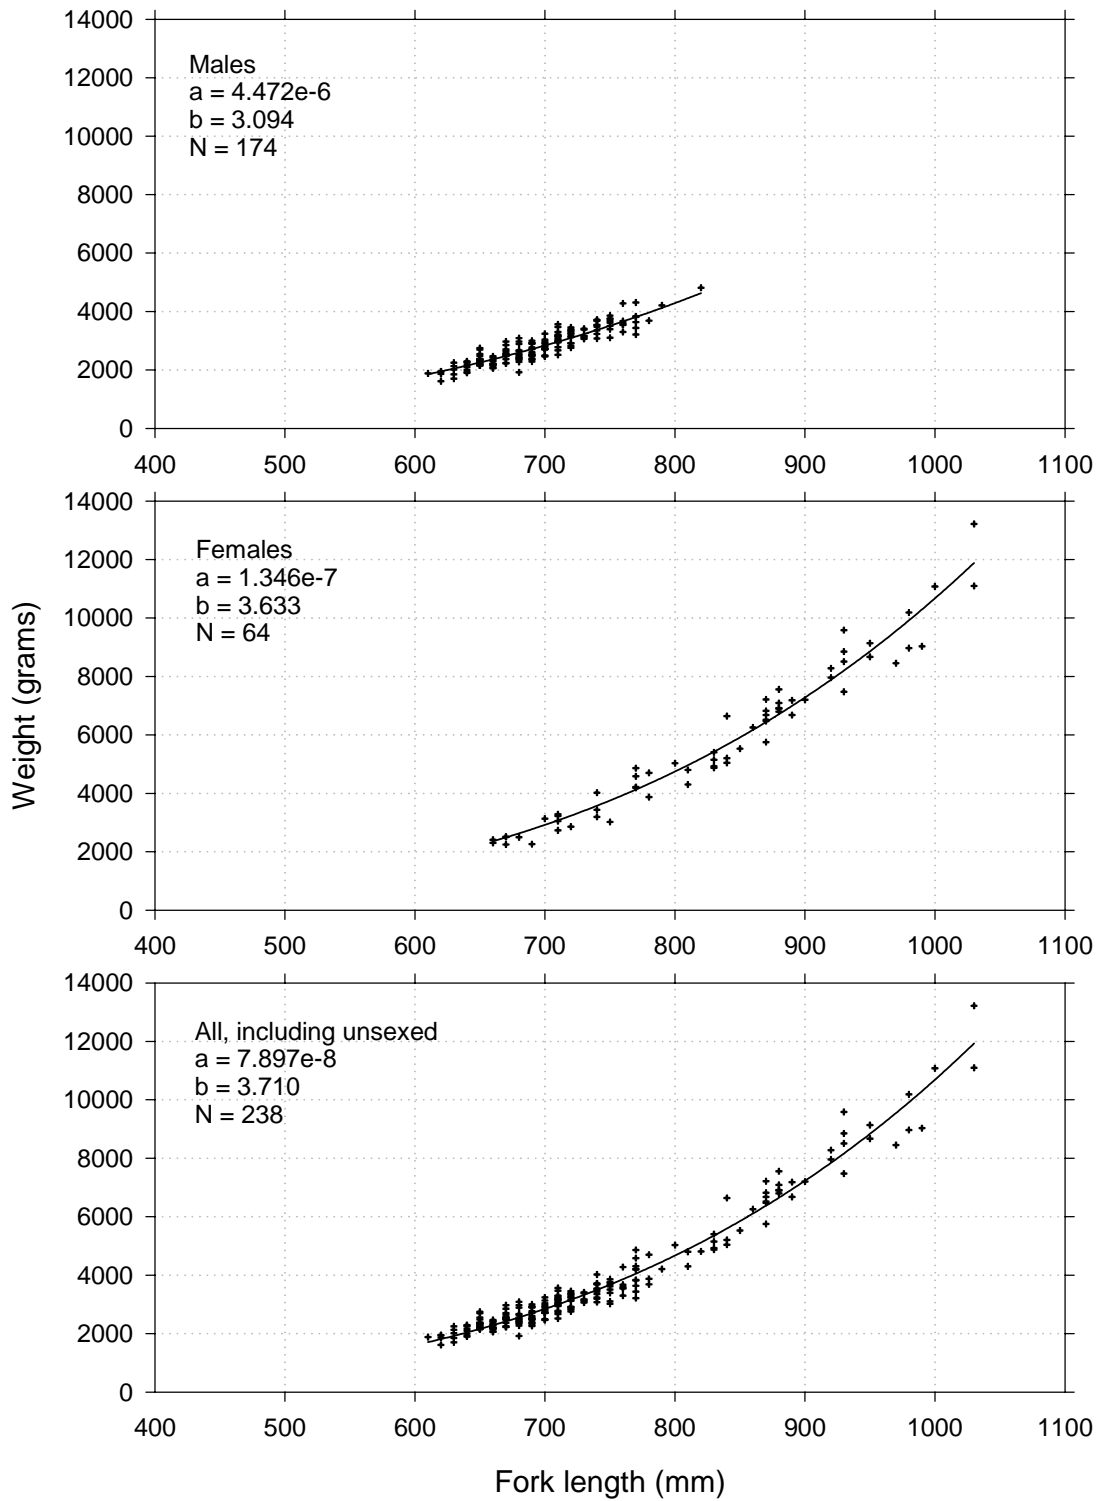 14000
12000
10000
8000
6000
4000
2000
0
Males
a = 4.472e-6
b = 3.094
N = 174
400 500 600 700 800 900 1000 1100
14000
12000
10000
8000
6000
4000
2000
0
Females
a = 1.346e-7
b = 3.633
N = 64
400 500 600 700 800 900 1000 1100
Weight (grams)
14000
12000
10000
8000
6000
4000
2000
0
All, including unsexed
a = 7.897e-8
b = 3.710
N = 238
400 500 600 700 800 900 1000 1100
Fork length (mm)